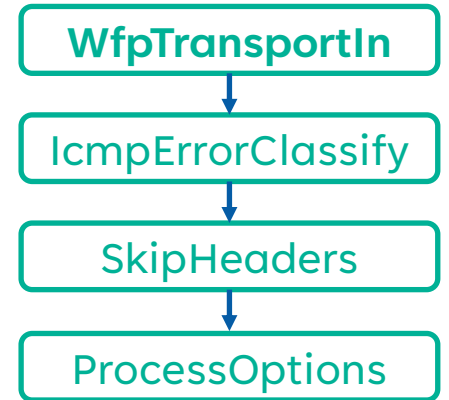 WfpTransportIn
IcmpErrorClassify
SkipHeaders
ProcessOptions